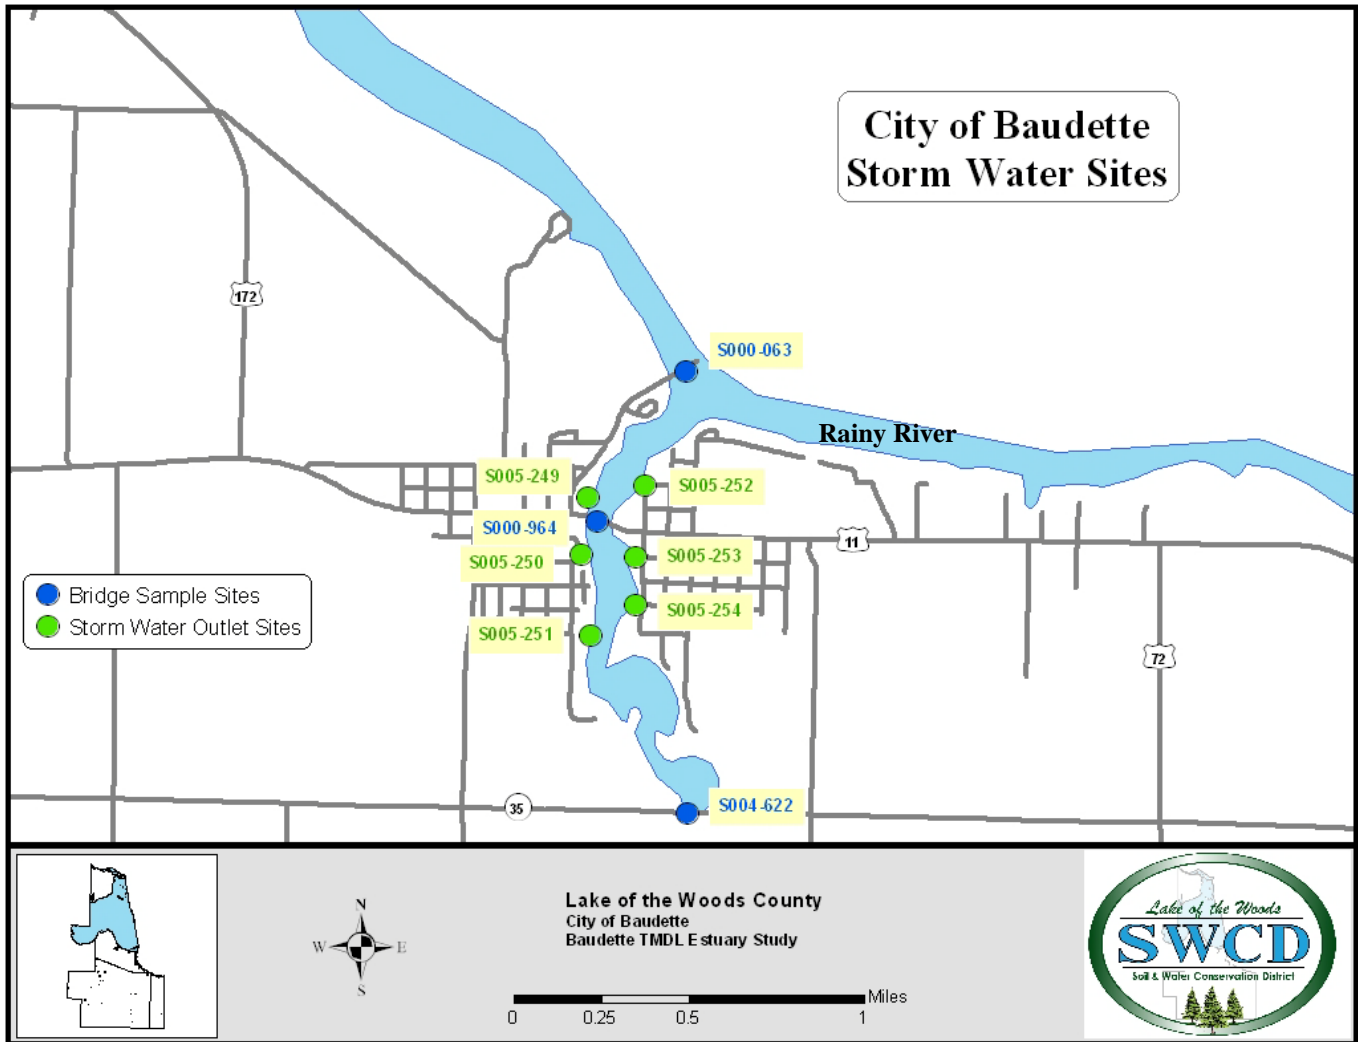 City of Baudette
Storm Water Sites
172
S000-063
Rainy River
S005-249
S005-252
S000-964
11
S005-250
S005-253
Bridge Sample Sites
Storm Water Outlet Sites
S005-254
S005-251
72
35
S004-622
N
W
E
S
Lake of the Woods County
City of Baudette
Baudette TMDL Estuary Study
Miles
0
0.25
0.5
1
Lake of the Woods
SWCD
Soil & Water Conservation District